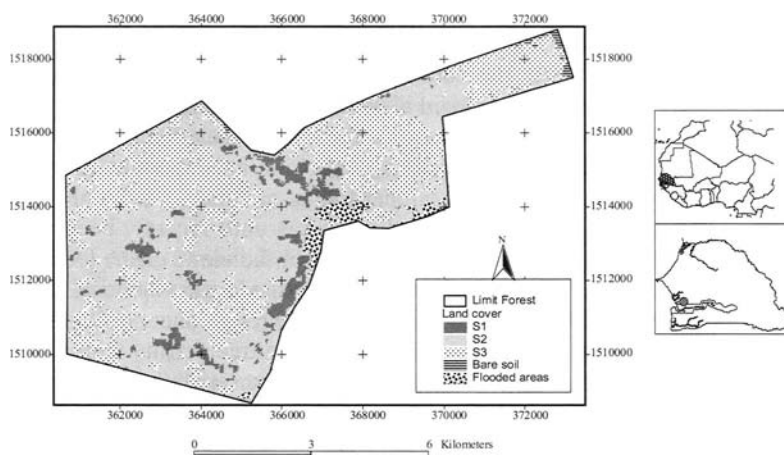 362000 364000 366000 368000 370000 372000
1518000 1518000
1516000 1516000
1514000 1514000
1512000 1512000
1510000 1510000
N
Limit Forest
Land cover
S1
S2
S3
Bare soil
Flooded areas
362000 364000 366000 368000 370000 372000
0 3 6 Kilometers